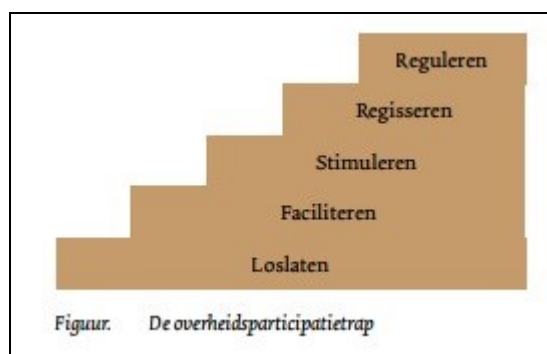 Reguleren
Regisseren
Stimuleren
Faciliteren
Loslaten
Figuur. De overheidsparticipatietrap